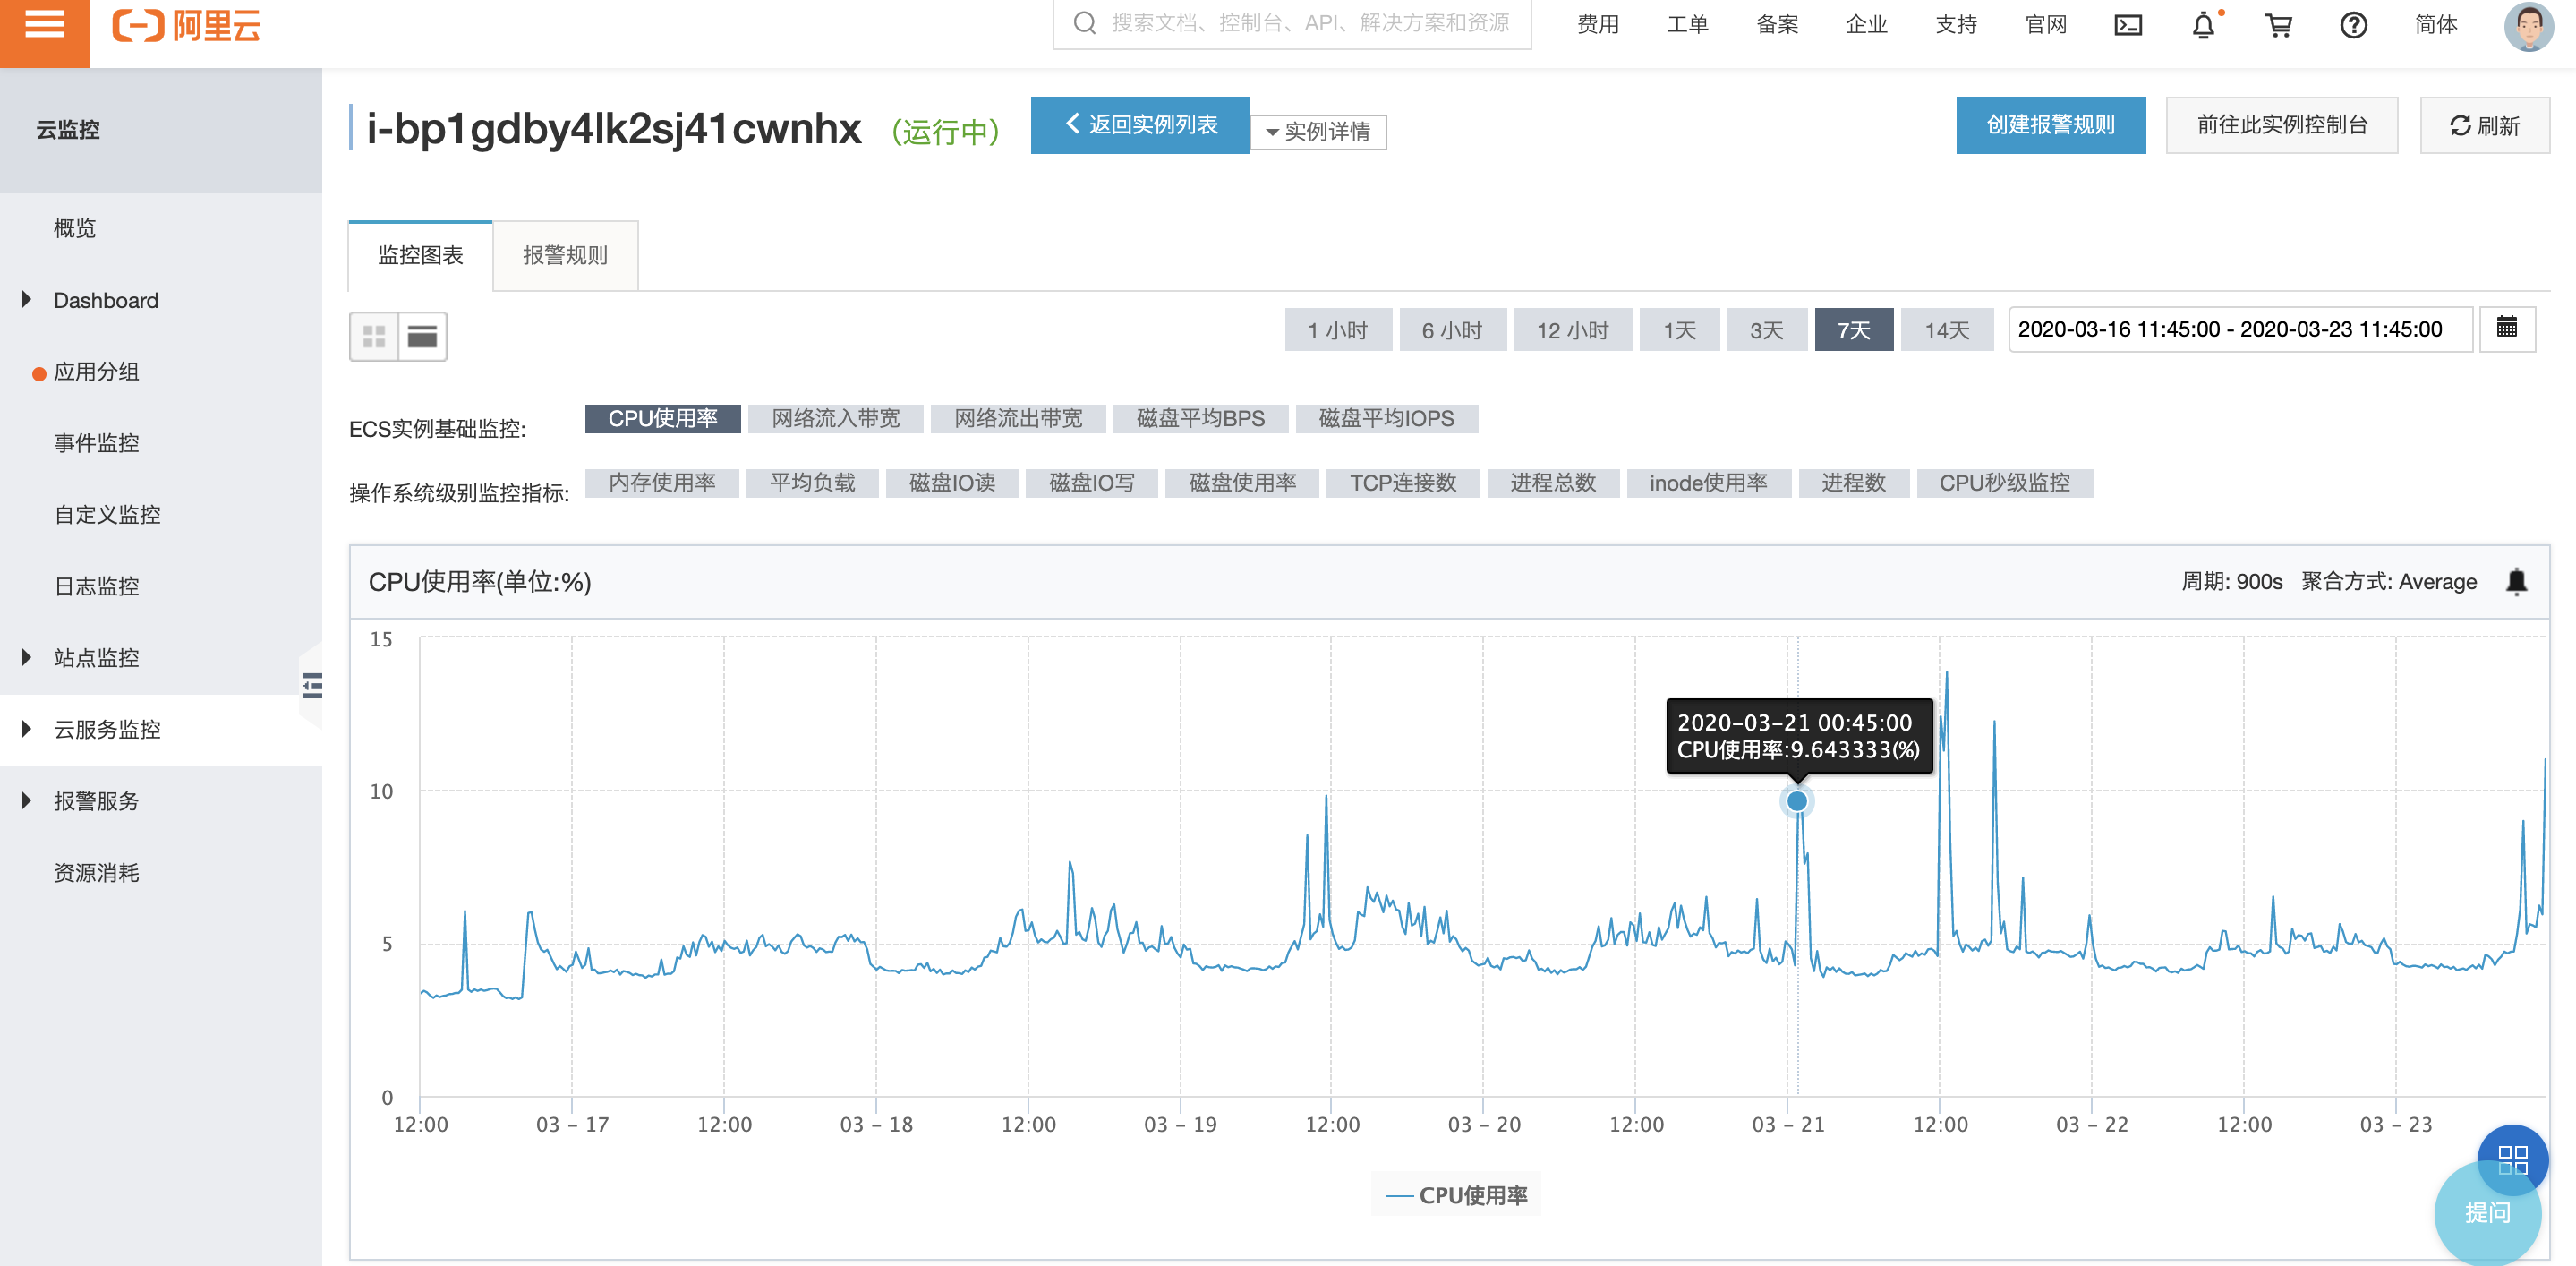 阿里云
搜索文档、控制台、API、解决方案和资源
费用 工单 备案 企业 支持 官网 简体
云监控
概览
Dashboard
应用分组
事件监控
自定义监控
日志监控
站点监控
云服务监控
报警服务
资源消耗
i-bp1gdby4lk2sj41cwnhx (运行中) 返回实例列表 实例详情 创建报警规则 前往此实例控制台 刷新
监控图表 报警规则
1 小时 6 小时 12 小时 1天 3天 7天 14天 2020-03-16 11:45:00 - 2020-03-23 11:45:00
ECS实例基础监控: CPU使用率 网络流入带宽 网络流出带宽 磁盘平均BPS 磁盘平均IOPS
操作系统级别监控指标: 内存使用率 平均负载 磁盘IO读 磁盘IO写 磁盘使用率 TCP连接数 进程总数 inode使用率 进程数 CPU秒级监控
CPU使用率(单位:%) 周期: 900s 聚合方式: Average
15
10
5
0
2020-03-21 00:45:00
CPU使用率:9.643333(%)
12:00 03-17 12:00 03-18 12:00 03-19 12:00 03-20 12:00 03-21 12:00 03-22 12:00 03-23
CPU使用率
提问